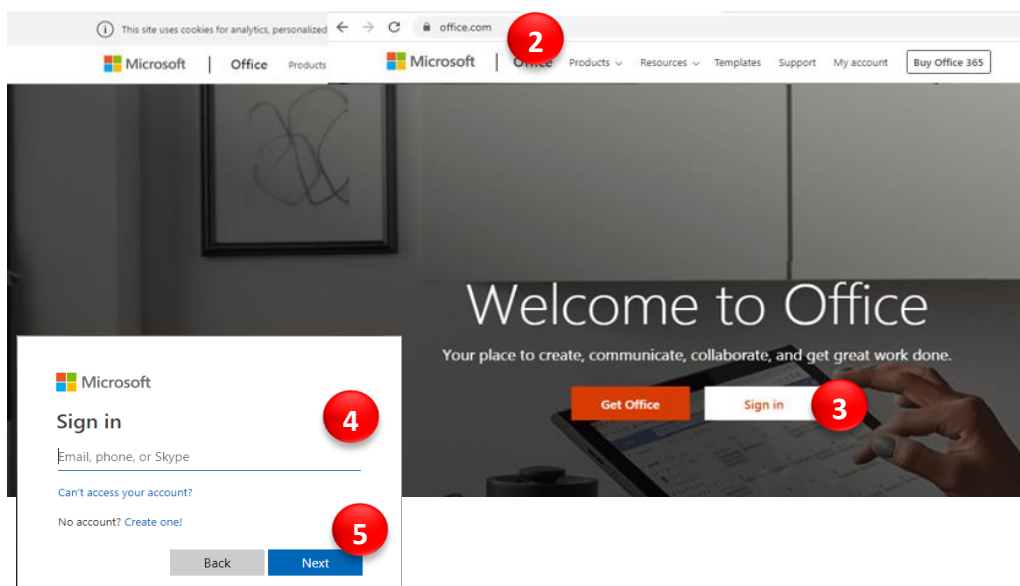 This site uses cookies for analytics, personalized
office.com
2
Microsoft | Office Products
Microsoft | Office Products Resources Templates Support My account Buy Office 365
Welcome to Office
Your place to create, communicate, collaborate, and get great work done.
Get Office
Sign in
3
Microsoft
Sign in
4
Email, phone, or Skype
Can't access your account?
No account? Create one!
5
Back
Next